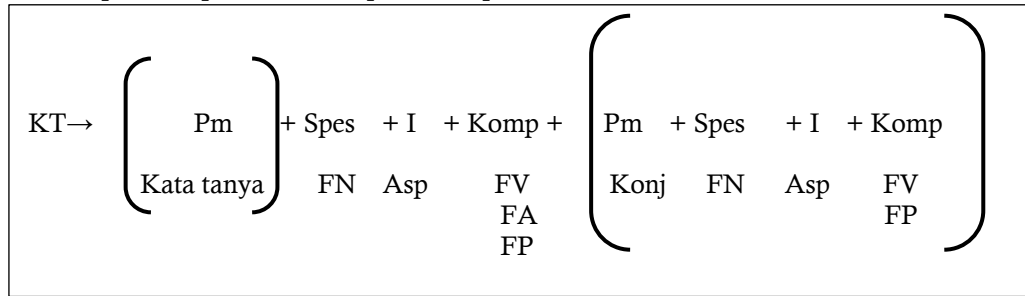 KT→ ( Pm ) + Spes + I + Komp + ( Pm + Spes + I + Komp )
Kata tanya FN Asp FV Konj FN Asp FV
FA FP
FP